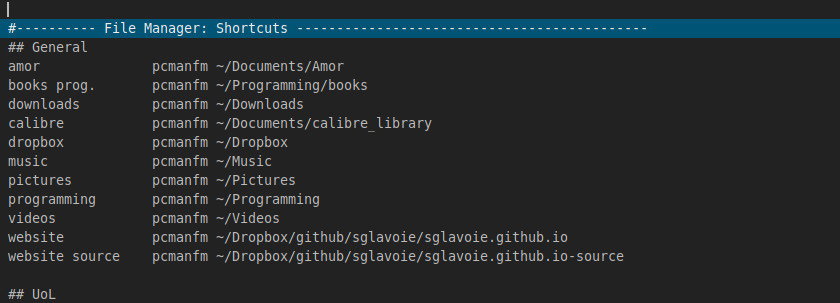 #---------- File Manager: Shortcuts --------------------------------------------
## General
amor              pcmanfm ~/Documents/Amor
books prog.       pcmanfm ~/Programming/books
downloads         pcmanfm ~/Downloads
calibre           pcmanfm ~/Documents/calibre_library
dropbox           pcmanfm ~/Dropbox
music             pcmanfm ~/Music
pictures          pcmanfm ~/Pictures
programming       pcmanfm ~/Programming
videos            pcmanfm ~/Videos
website           pcmanfm ~/Dropbox/github/sglavoie/sglavoie.github.io
website source    pcmanfm ~/Dropbox/github/sglavoie/sglavoie.github.io-source
## UoL